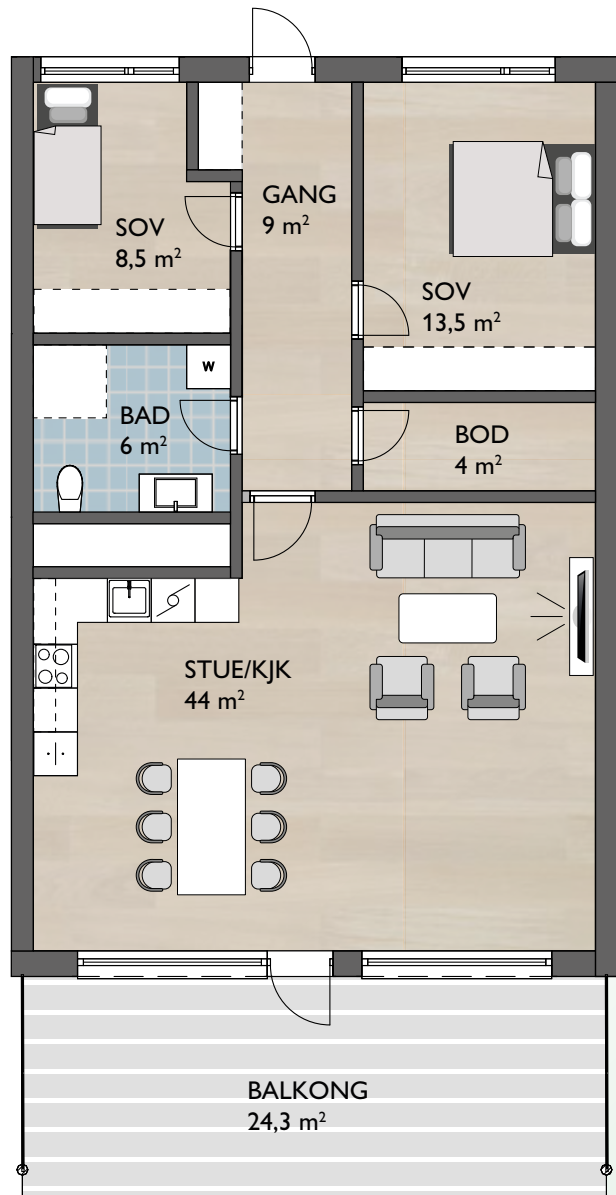 GANG
9 m²
SOV
8,5 m²
SOV
13,5 m²
W
BAD
6 m²
BOD
4 m²
STUE/KJK
44 m²
BALKONG
24,3 m²